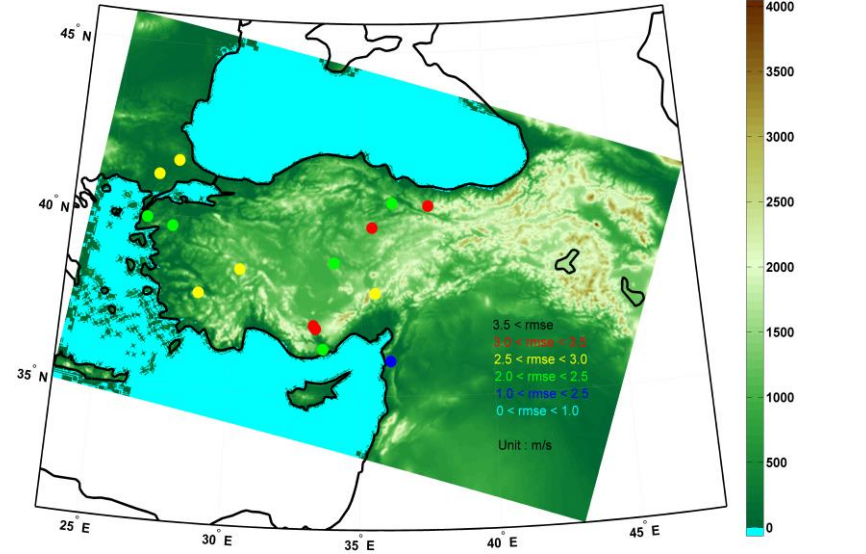 45° N
40° N
35° N
25° E
30° E
35° E
40° E
45° E
3.5 < rmse
3.0 < rmse < 3.5
2.5 < rmse < 3.0
2.0 < rmse < 2.5
1.0 < rmse < 2.5
0 < rmse < 1.0
Unit : m/s
4000
3500
3000
2500
2000
1500
1000
500
0